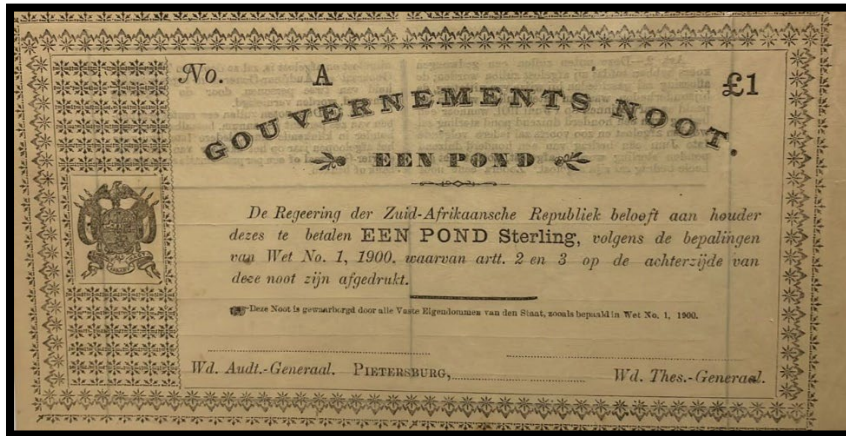 No. A £1
GOUVERNEMENTS NOOT.
EEN POND
De Regeering der Zuid-Afrikaansche Republiek belooft aan houder
dezes te betalen EEN POND Sterling, volgens de bepalingen
van Wet No. 1, 1900, waarvan artt. 2 en 3 op de achterzijde van
deze noot zijn afgedrukt.
Deze Noot is gewaarborgd door alle Vaste Eigendommen van den Staat, zooals bepaald in Wet No. 1, 1900.
Wd. Audt.-Generaal. PIETERSBURG, Wd. Thes.-Generaal.